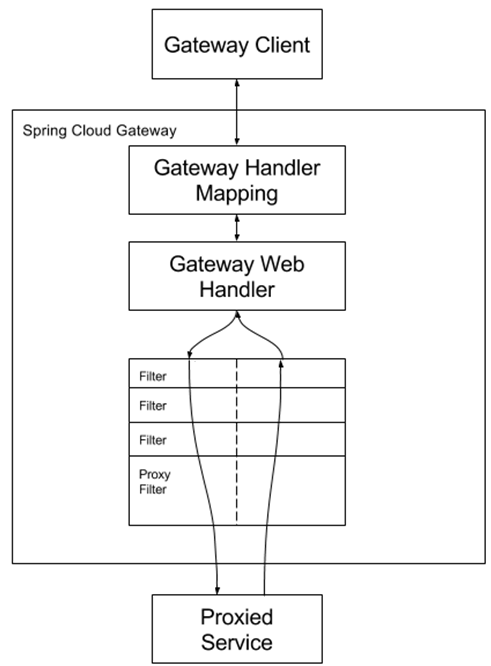 Gateway Client
Spring Cloud Gateway
Gateway Handler
Mapping
Gateway Web
Handler
Filter
Filter
Filter
Proxy
Filter
Proxied
Service